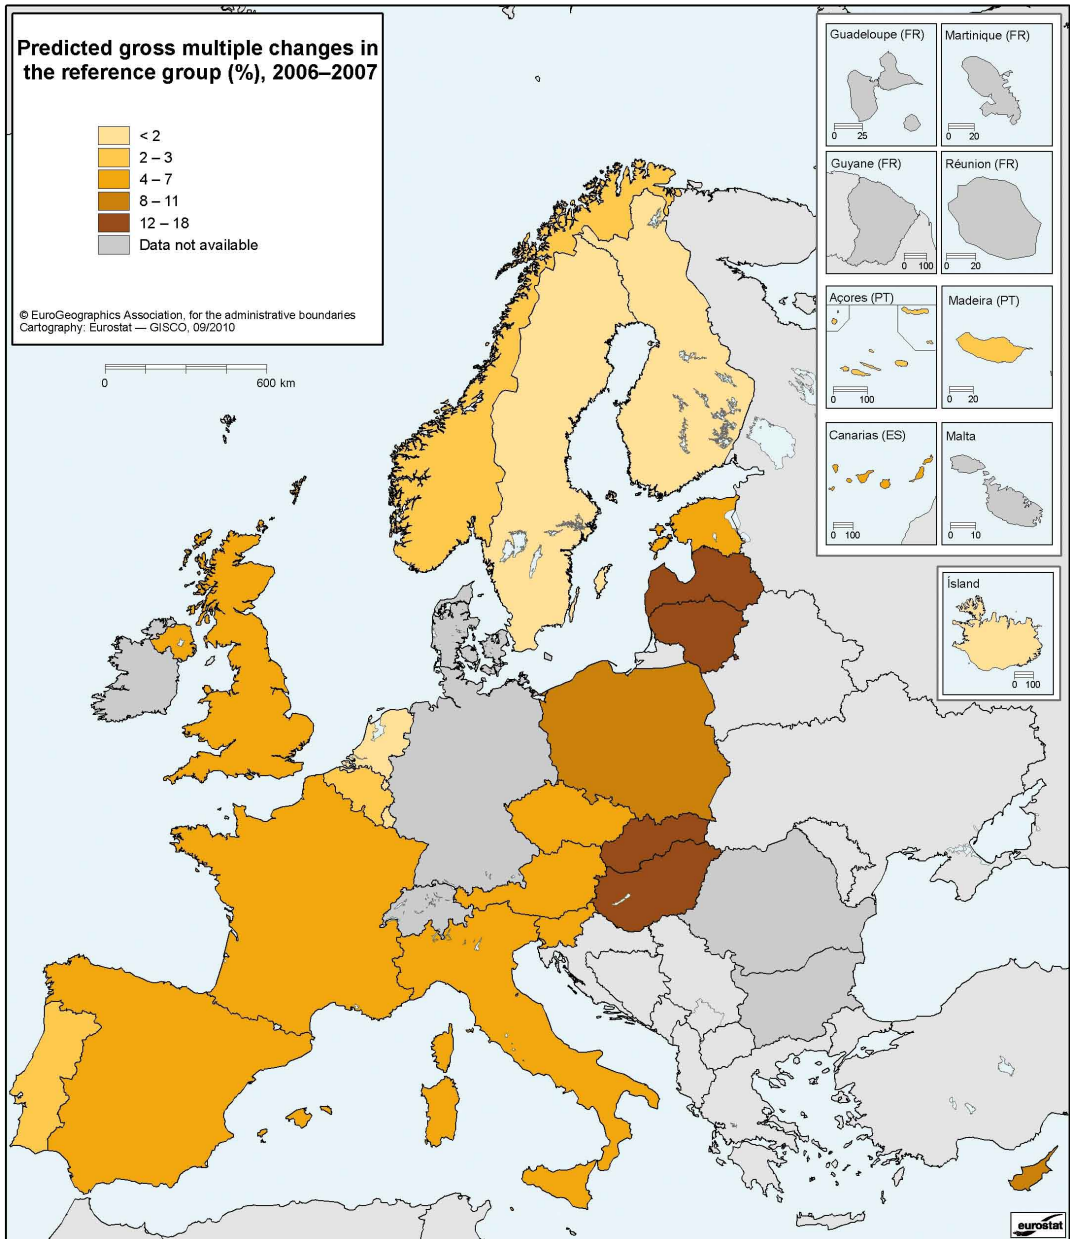 Predicted gross multiple changes in
the reference group (%), 2006–2007
< 2
2 – 3
4 – 7
8 – 11
12 – 18
Data not available
© EuroGeographics Association, for the administrative boundaries
Cartography: Eurostat — GISCO, 09/2010
0 600 km
Guadeloupe (FR)
0 25
Martinique (FR)
0 20
Guyane (FR)
0 100
Réunion (FR)
0 20
Açores (PT)
0 100
Madeira (PT)
0 20
Canarias (ES)
0 100
Malta
0 10
Ísland
0 100
eurostat